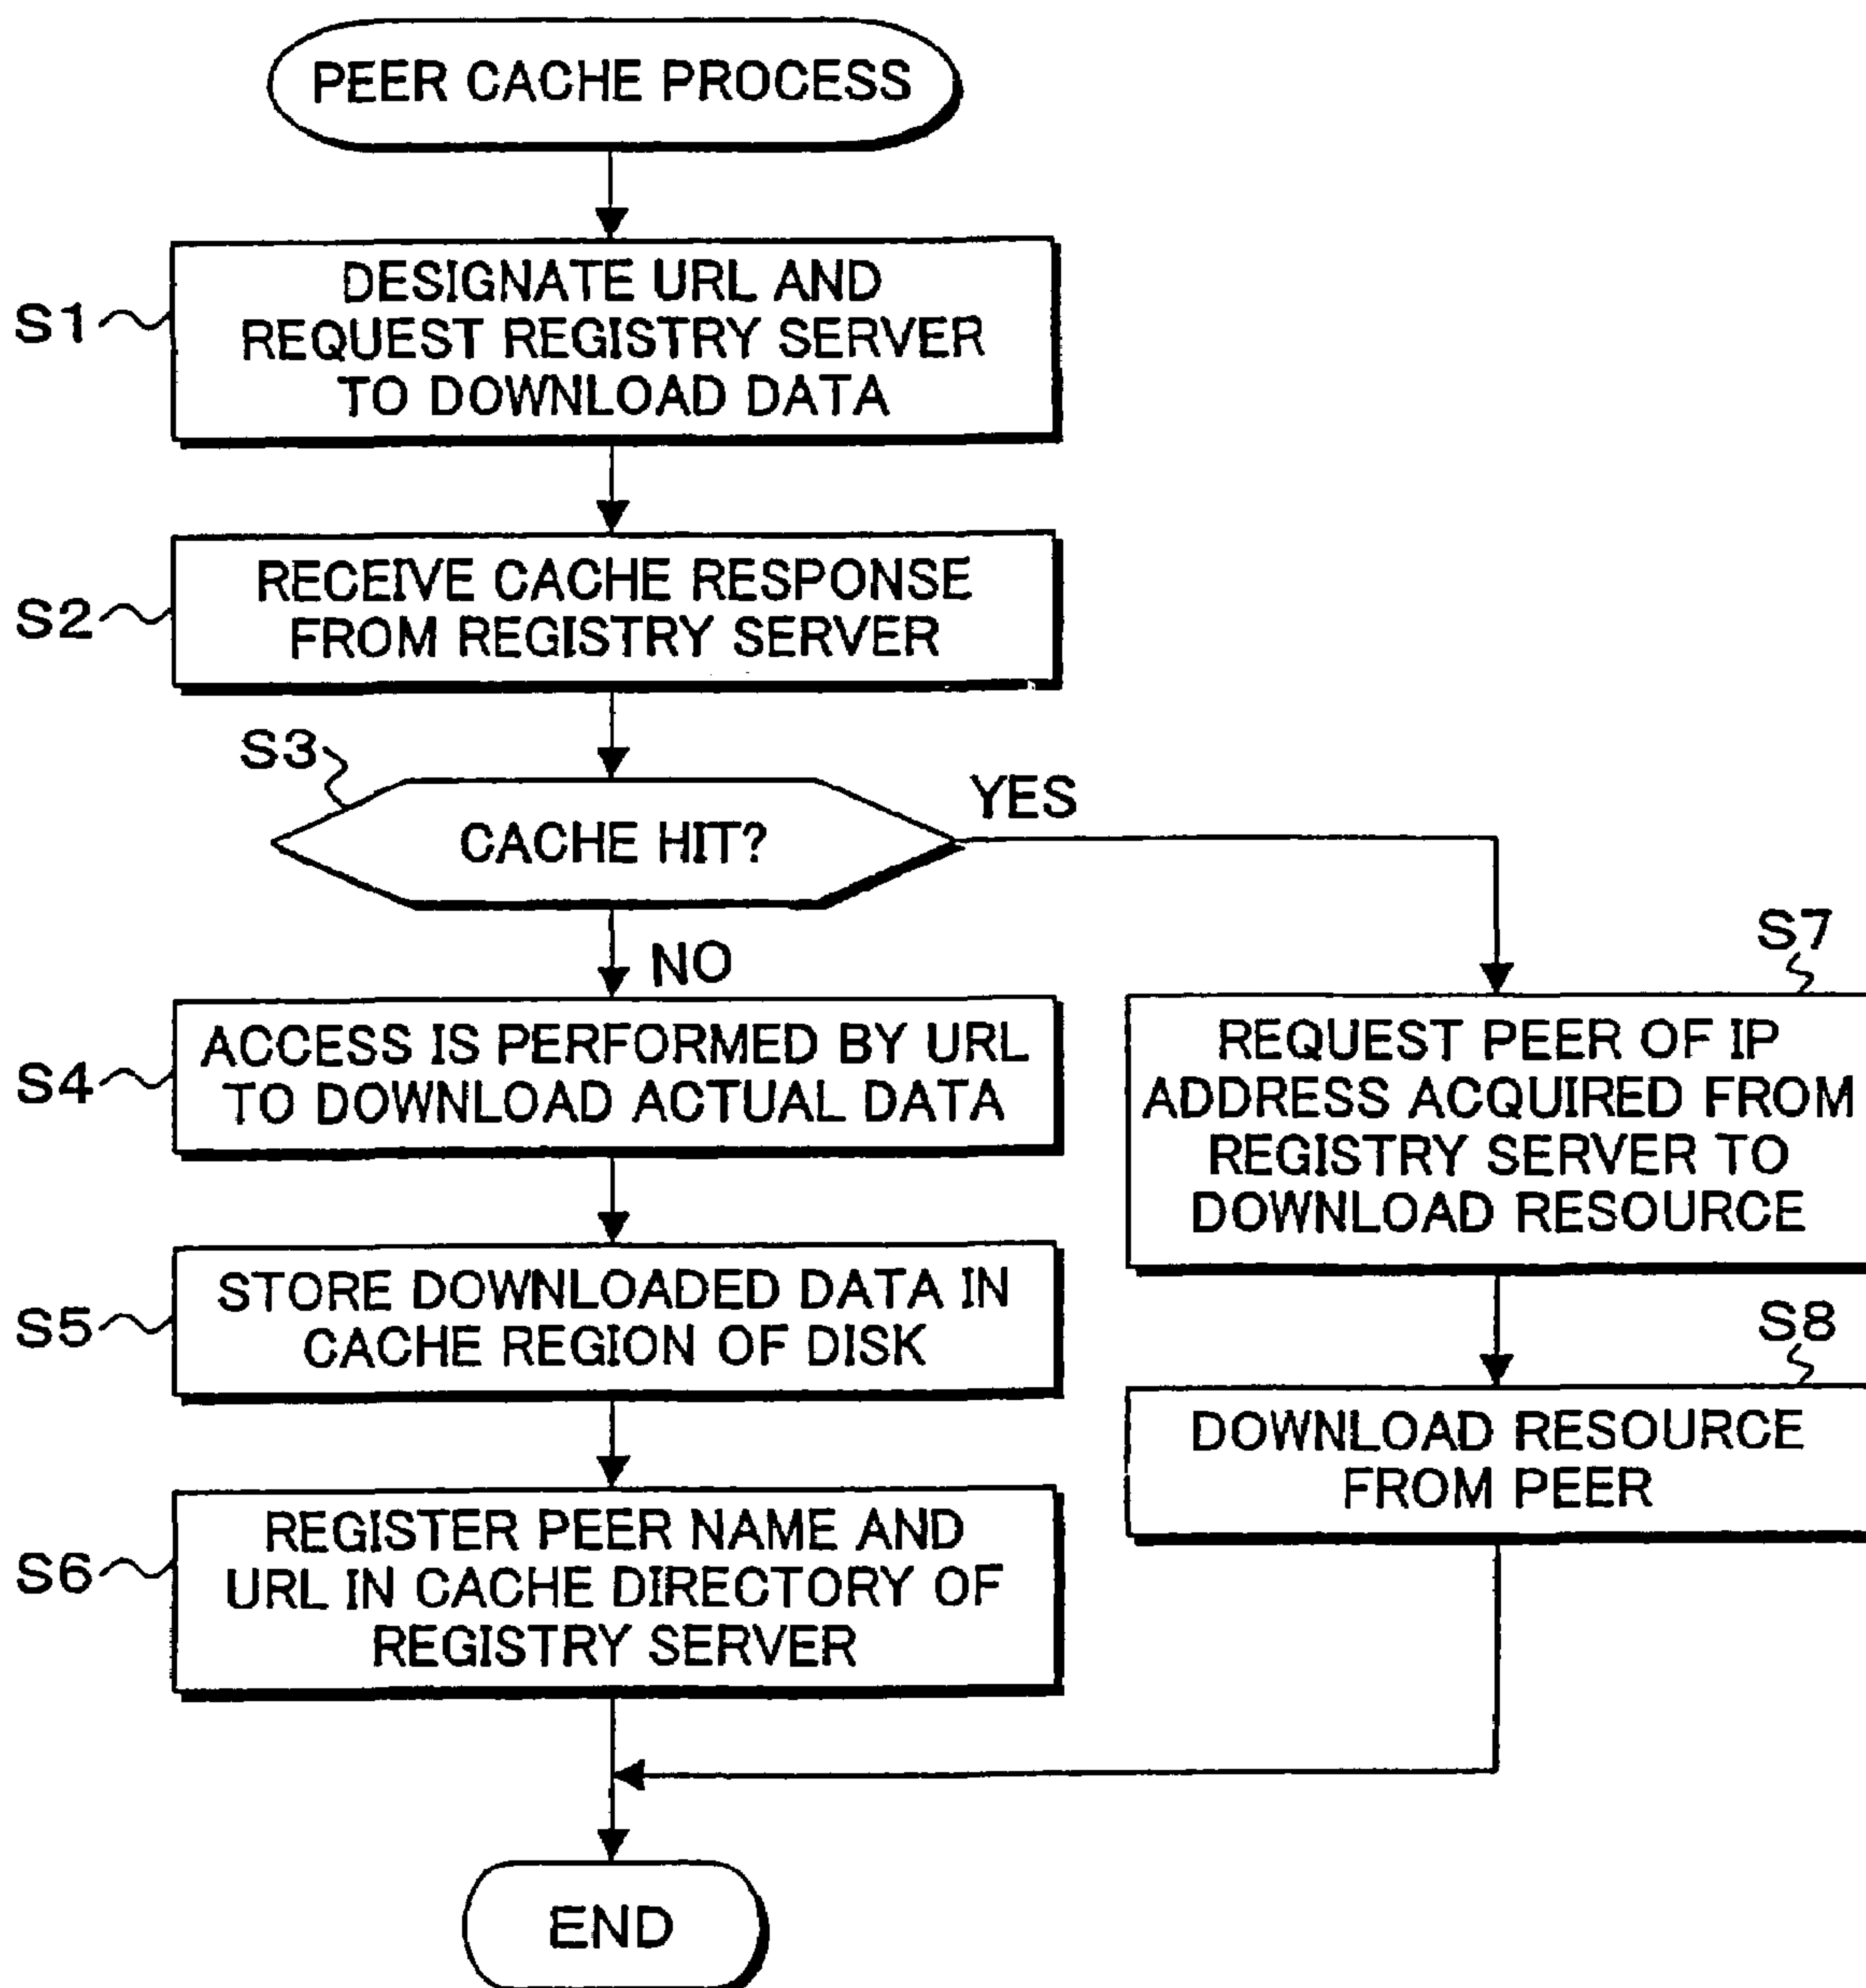 PEER CACHE PROCESS
S1
DESIGNATE URL AND
REQUEST REGISTRY SERVER
TO DOWNLOAD DATA
S2
RECEIVE CACHE RESPONSE
FROM REGISTRY SERVER
S3
CACHE HIT?
YES
NO
S4
ACCESS IS PERFORMED BY URL
TO DOWNLOAD ACTUAL DATA
S5
STORE DOWNLOADED DATA IN
CACHE REGION OF DISK
S6
REGISTER PEER NAME AND
URL IN CACHE DIRECTORY OF
REGISTRY SERVER
S7
REQUEST PEER OF IP
ADDRESS ACQUIRED FROM
REGISTRY SERVER TO
DOWNLOAD RESOURCE
S8
DOWNLOAD RESOURCE
FROM PEER
END